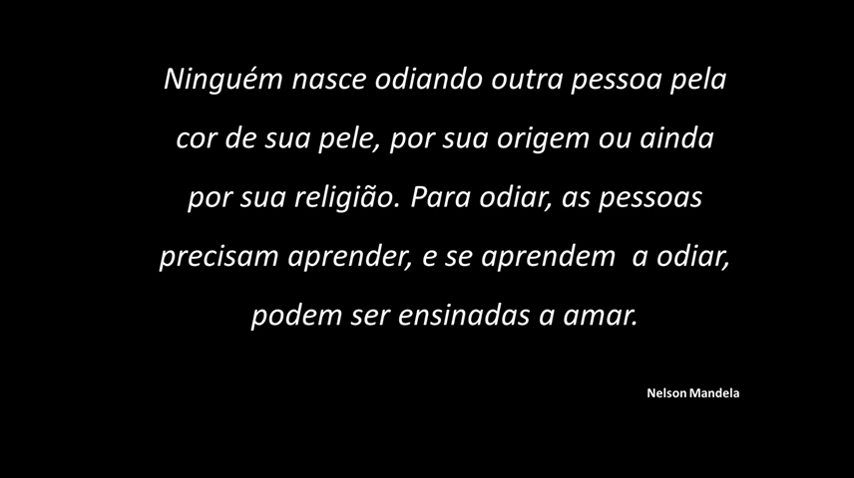 Ninguém nasce odiando outra pessoa pela
cor de sua pele, por sua origem ou ainda
por sua religião. Para odiar, as pessoas
precisam aprender, e se aprendem  a odiar,
podem ser ensinadas a amar.
Nelson Mandela